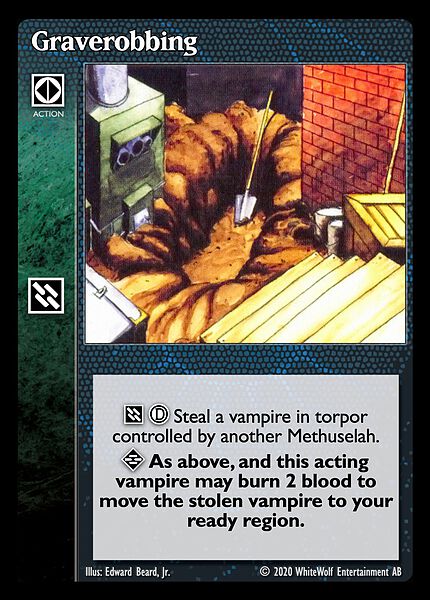 Graverobbing
ACTION
D Steal a vampire in torpor
controlled by another Methuselah.
As above, and this acting
vampire may burn 2 blood to
move the stolen vampire to your
ready region.
Illus: Edward Beard, Jr. © 2020 WhiteWolf Entertainment AB